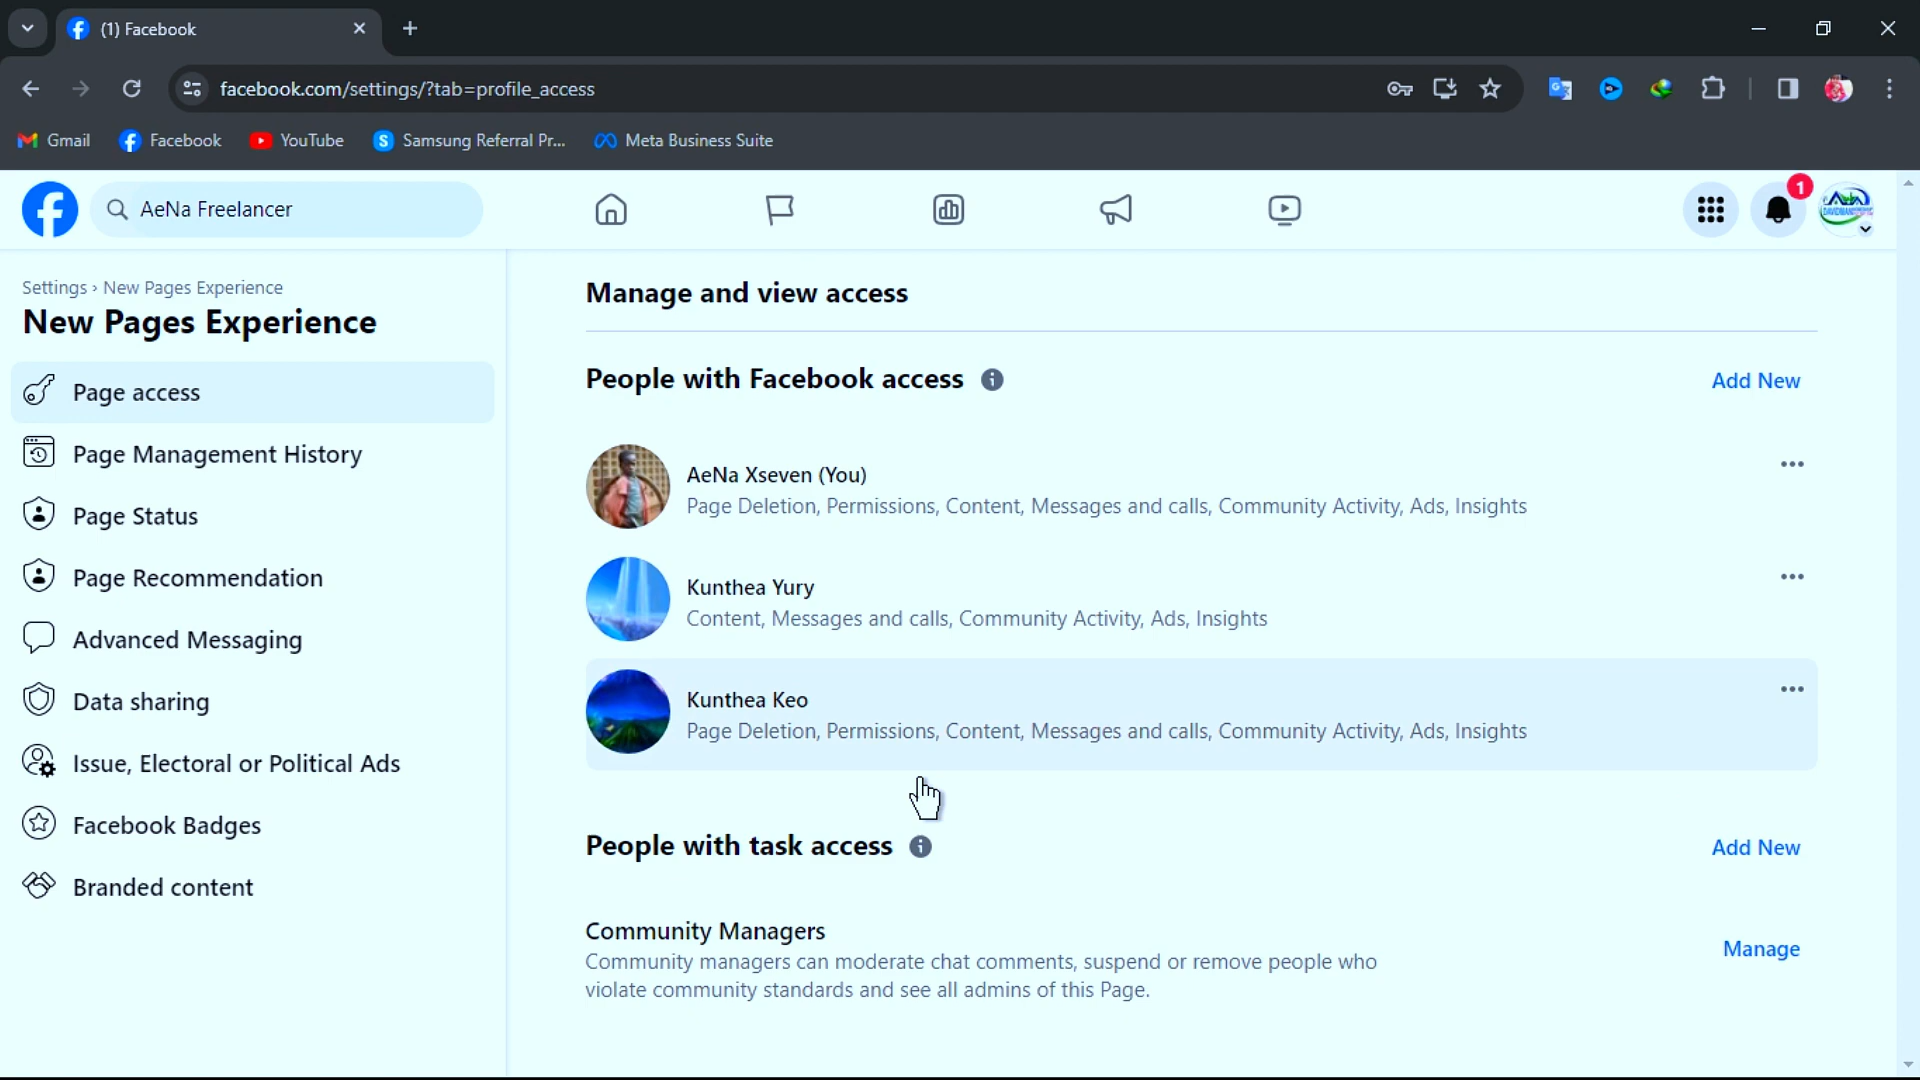 (1) Facebook
facebook.com/settings/?tab=profile_access
Gmail
Facebook
YouTube
Samsung Referral Pr...
Meta Business Suite
AeNa Freelancer
1
Settings › New Pages Experience
New Pages Experience
Page access
Page Management History
Page Status
Page Recommendation
Advanced Messaging
Data sharing
Issue, Electoral or Political Ads
Facebook Badges
Branded content
Manage and view access
People with Facebook access
Add New
AeNa Xseven (You)
Page Deletion, Permissions, Content, Messages and calls, Community Activity, Ads, Insights
Kunthea Yury
Content, Messages and calls, Community Activity, Ads, Insights
Kunthea Keo
Page Deletion, Permissions, Content, Messages and calls, Community Activity, Ads, Insights
People with task access
Add New
Community Managers
Community managers can moderate chat comments, suspend or remove people who
violate community standards and see all admins of this Page.
Manage